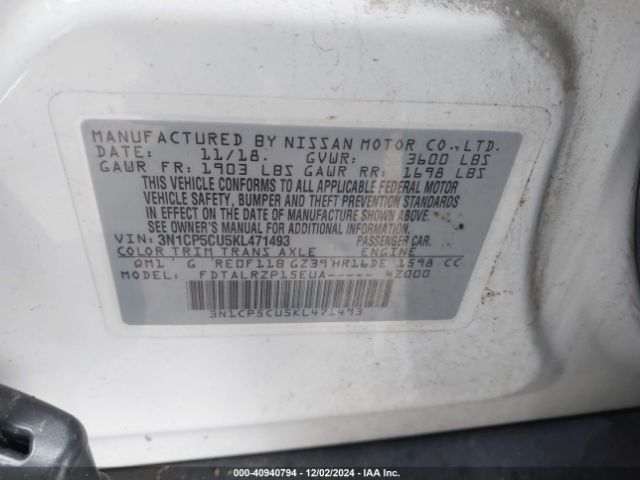 MANUFACTURED BY NISSAN MOTOR CO., LTD.
DATE: 11/18. GVWR: 3600 LBS
GAWR FR: 1903 LBS GAWR RR: 1698 LBS
THIS VEHICLE CONFORMS TO ALL APPLICABLE FEDERAL MOTOR
VEHICLE SAFETY, BUMPER AND THEFT PREVENTION STANDARDS
IN EFFECT ON THE DATE OF MANUFACTURE SHOWN ABOVE.
SEE OWNER'S MANUAL FOR ADDITIONAL INFORMATION.
VIN: 3N1CP5CU5KL471493 PASSENGER CAR.
COLOR TRIM TRANS AXLE ENGINE
QM1 G RE0F11B GZ39 HR16DE 1598 CC
MODEL: FDTALRZP15EUA----- 4Z000
3N1CP5CU5KL471493
000-40940794 - 12/02/2024 - IAA Inc.